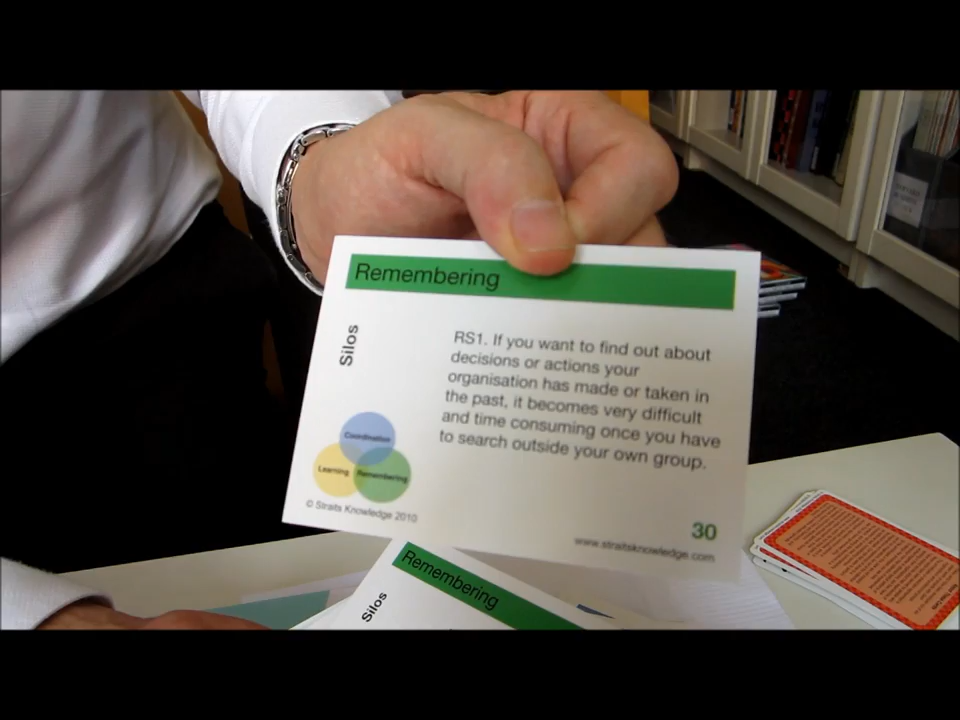 Remembering
Silos
RS1. If you want to find out about
decisions or actions your
organisation has made or taken in
the past, it becomes very difficult
and time consuming once you have
to search outside your own group.
Coordination
Learning
Remembering
© Straits Knowledge 2010
30
www.straitsknowledge.com
Remembering
Silos